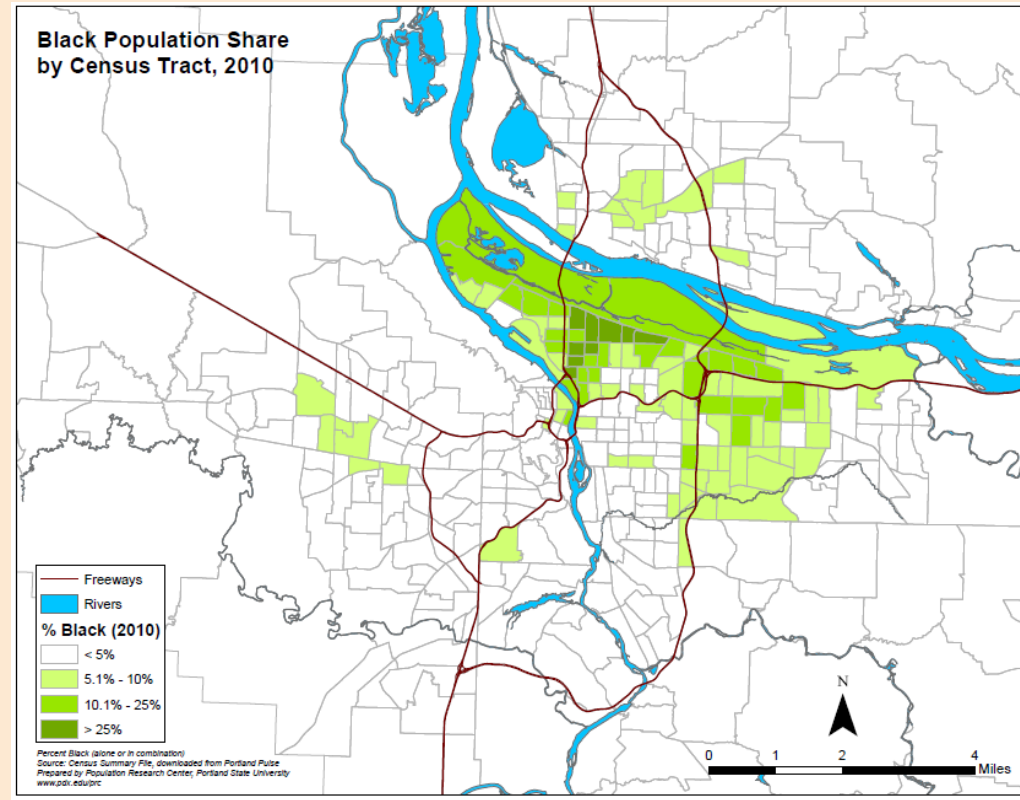 Black Population Share
by Census Tract, 2010
Freeways
Rivers
% Black (2010)
< 5%
5.1% - 10%
10.1% - 25%
> 25%
Percent Black (alone or in combination)
Source: Census Summary File, downloaded from Portland Pulse
Prepared by Population Research Center, Portland State University
www.pdx.edu/prc
N
0 1 2 4
Miles